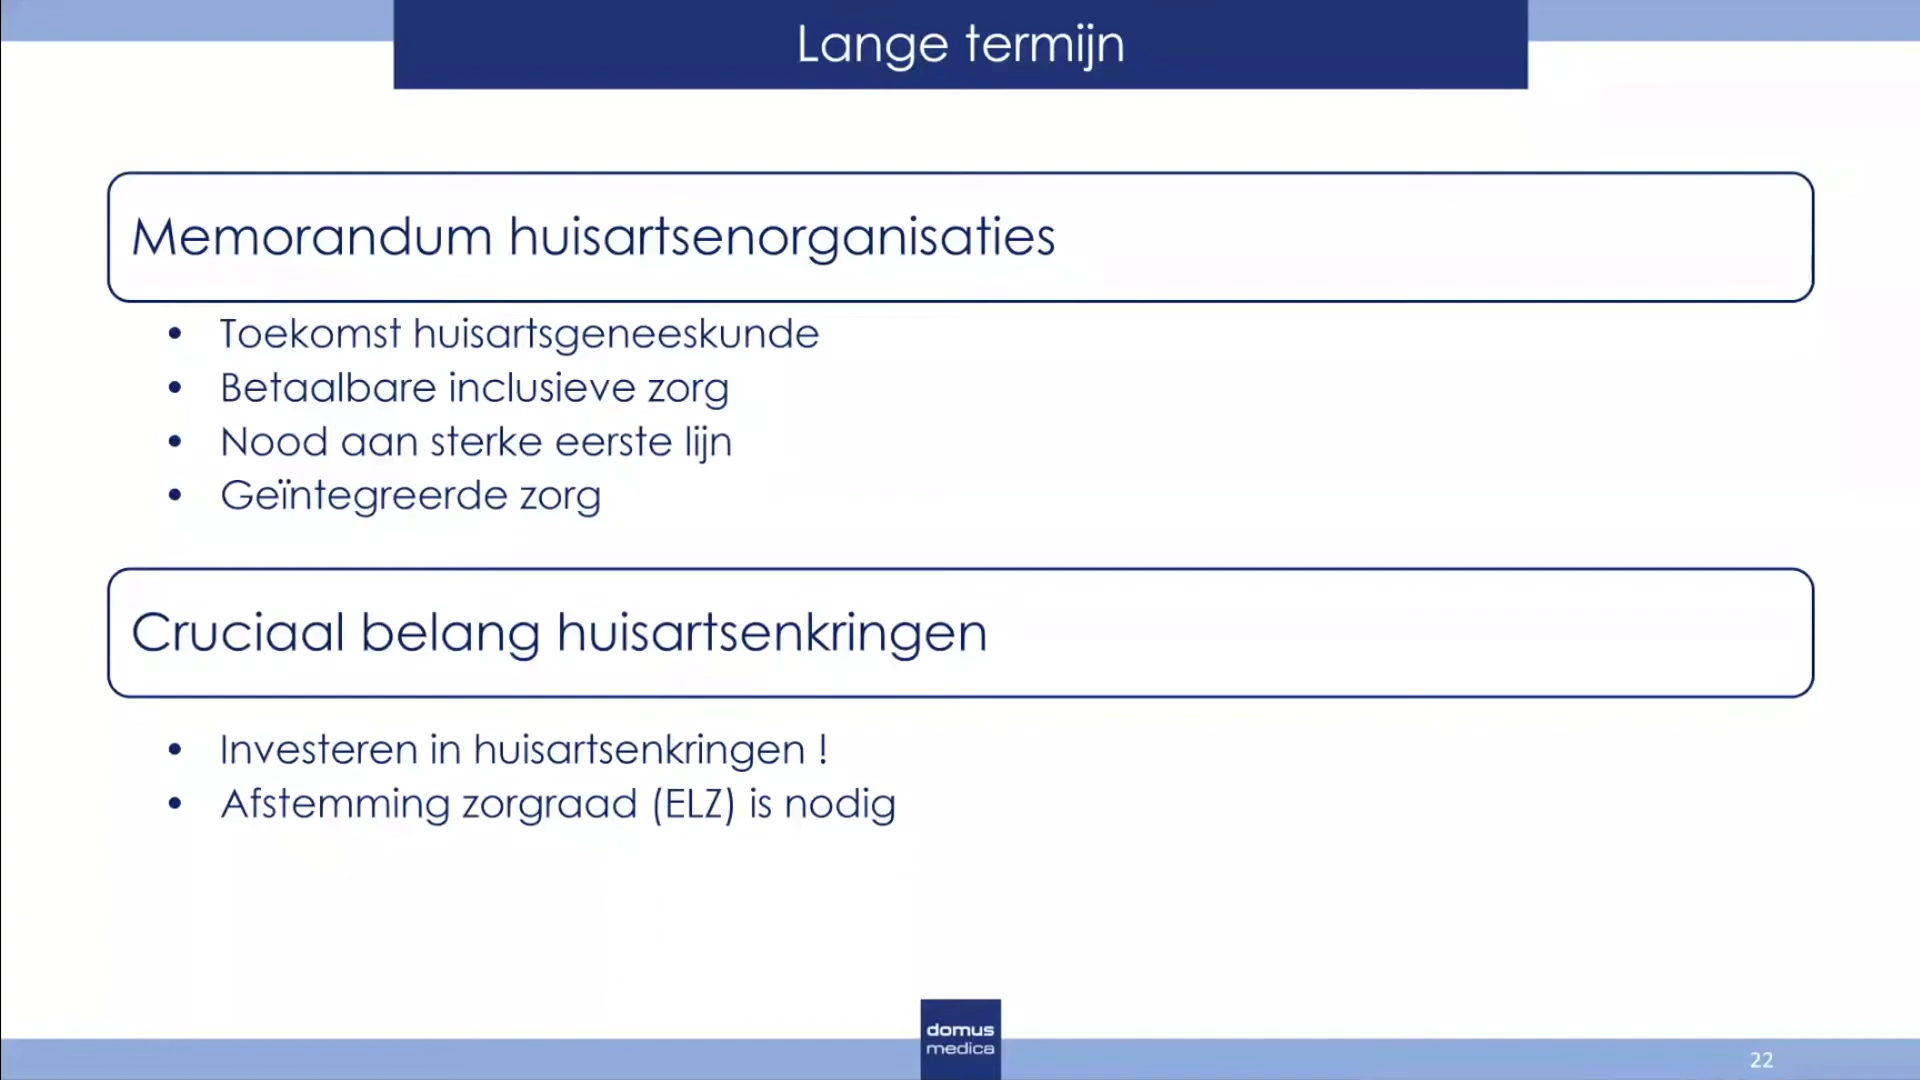 Lange termijn
Memorandum huisartsenorganisaties
• Toekomst huisartsgeneeskunde
• Betaalbare inclusieve zorg
• Nood aan sterke eerste lijn
• Geïntegreerde zorg
Cruciaal belang huisartsenkringen
• Investeren in huisartsenkringen !
• Afstemming zorgraad (ELZ) is nodig
domus
medica
22